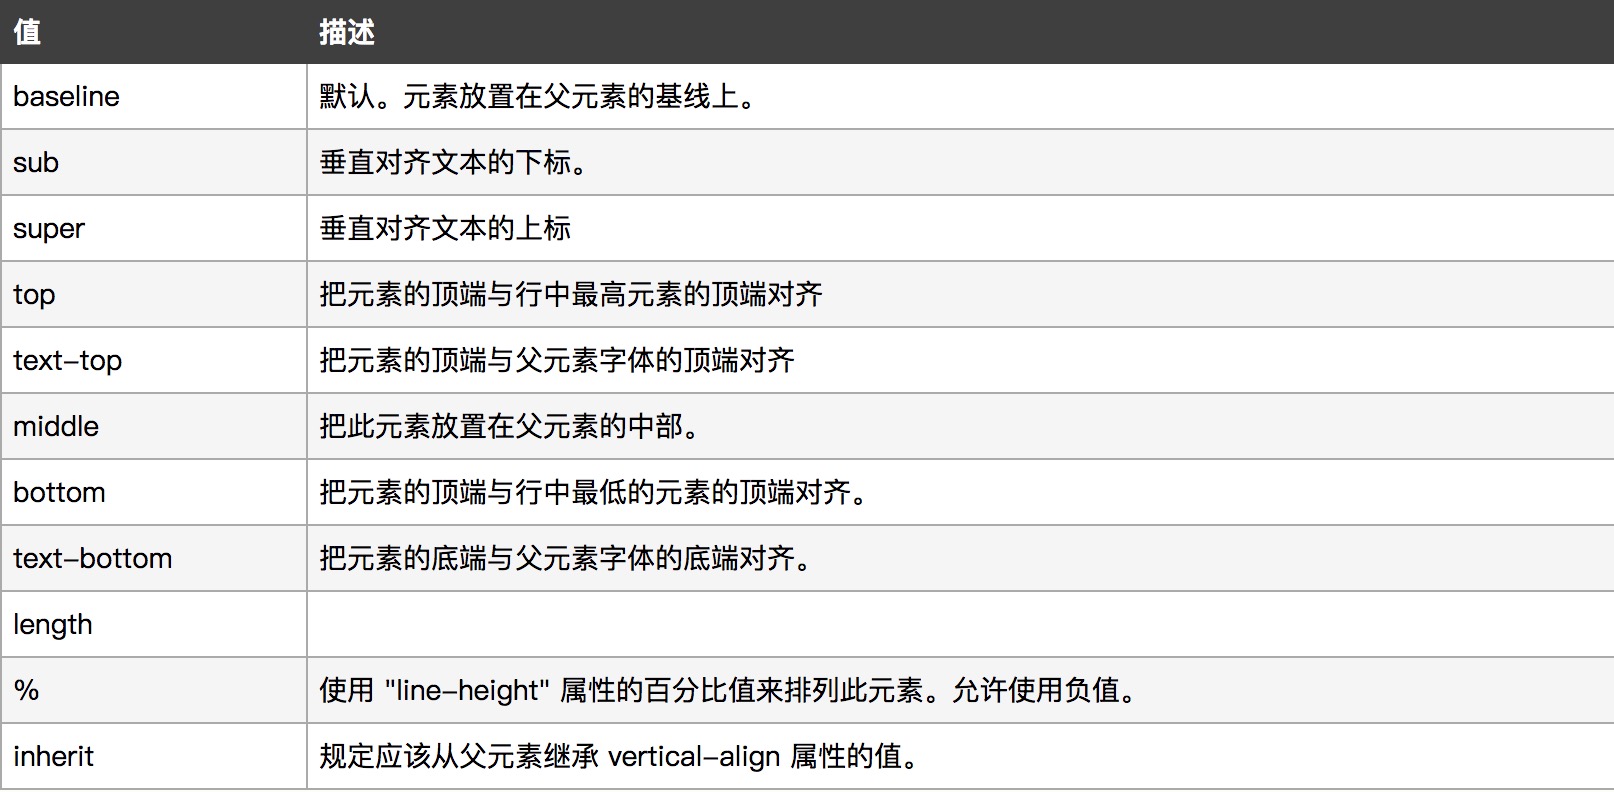 值 描述
baseline 默认。元素放置在父元素的基线上。
sub 垂直对齐文本的下标。
super 垂直对齐文本的上标
top 把元素的顶端与行中最高元素的顶端对齐
text-top 把元素的顶端与父元素字体的顶端对齐
middle 把此元素放置在父元素的中部。
bottom 把元素的顶端与行中最低的元素的顶端对齐。
text-bottom 把元素的底端与父元素字体的底端对齐。
length
% 使用 "line-height" 属性的百分比值来排列此元素。允许使用负值。
inherit 规定应该从父元素继承 vertical-align 属性的值。